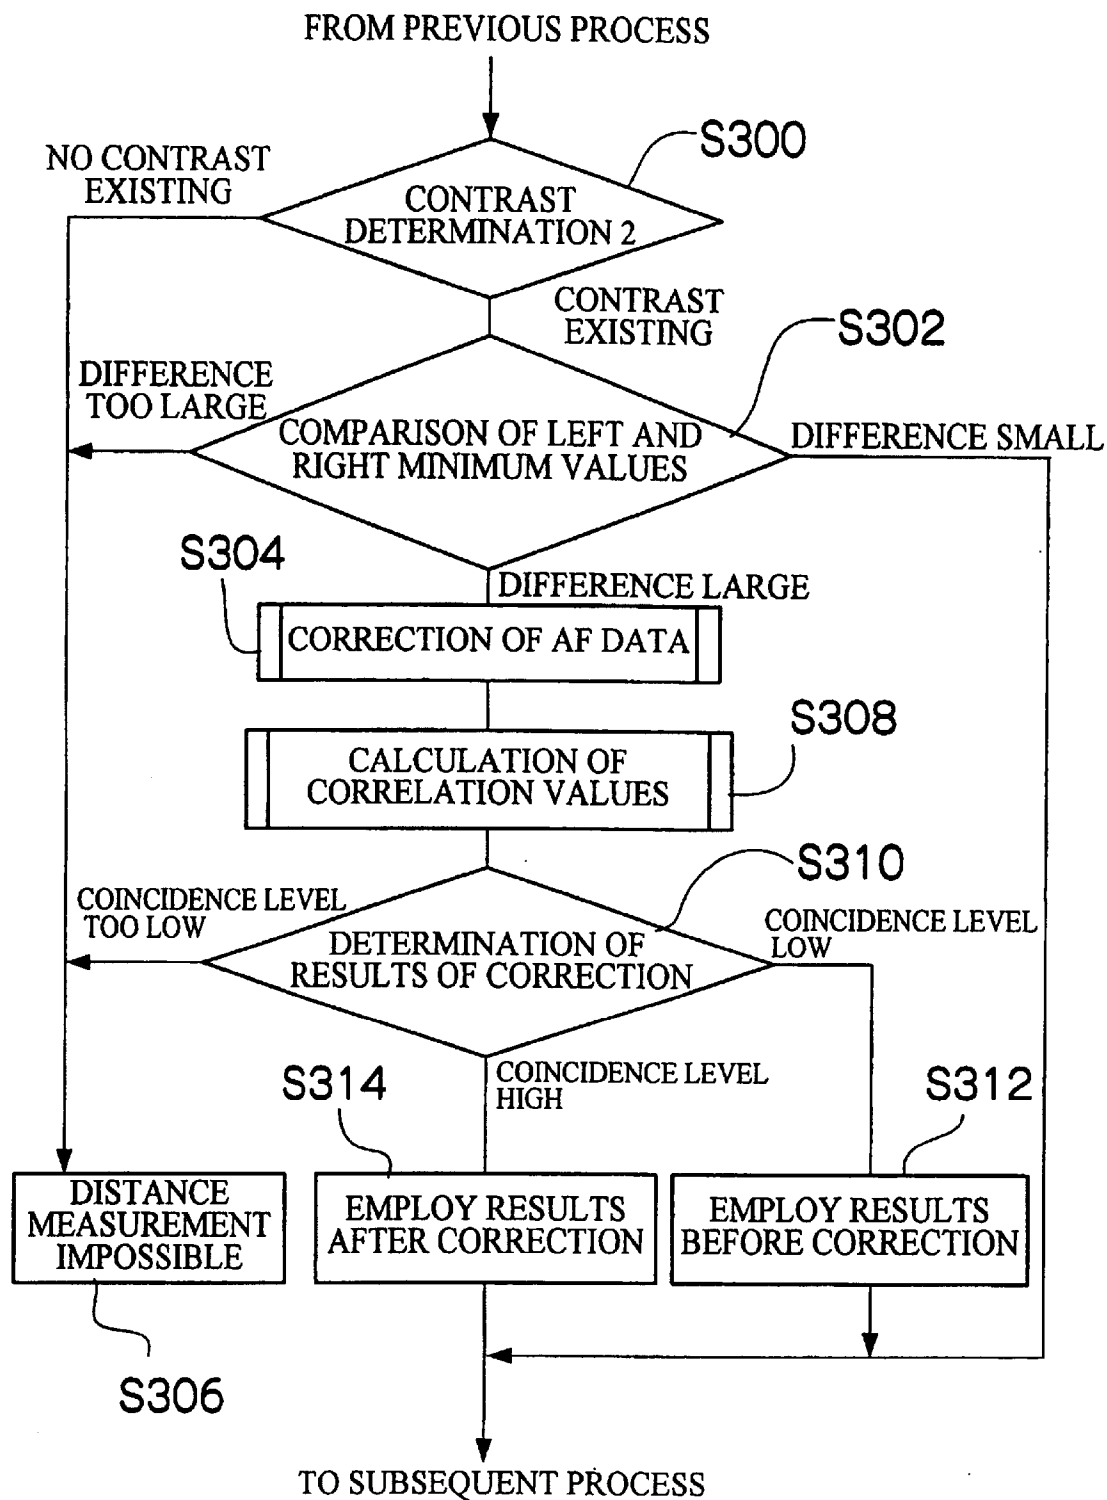 FROM PREVIOUS PROCESS
S300
NO CONTRAST
EXISTING
CONTRAST
DETERMINATION 2
CONTRAST
EXISTING
S302
DIFFERENCE
TOO LARGE
COMPARISON OF LEFT AND
RIGHT MINIMUM VALUES
DIFFERENCE SMALL
S304
DIFFERENCE LARGE
CORRECTION OF AF DATA
S308
CALCULATION OF
CORRELATION VALUES
S310
COINCIDENCE LEVEL
TOO LOW
DETERMINATION OF
RESULTS OF CORRECTION
COINCIDENCE LEVEL
LOW
S314
COINCIDENCE LEVEL
HIGH
S312
DISTANCE
MEASUREMENT
IMPOSSIBLE
EMPLOY RESULTS
AFTER CORRECTION
EMPLOY RESULTS
BEFORE CORRECTION
S306
TO SUBSEQUENT PROCESS